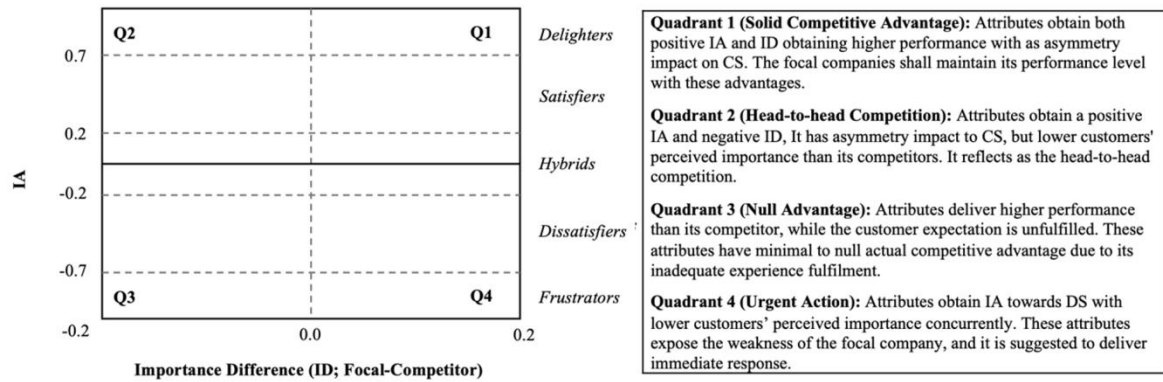 Q2
Q1
Delighters
0.7
Satisfiers
0.2
IA
Hybrids
-0.2
Dissatisfiers
-0.7
Q3
Q4
Frustrators
-0.2
0.0
0.2
Importance Difference (ID; Focal-Competitor)
Quadrant 1 (Solid Competitive Advantage): Attributes obtain both
positive IA and ID obtaining higher performance with as asymmetry
impact on CS. The focal companies shall maintain its performance level
with these advantages.
Quadrant 2 (Head-to-head Competition): Attributes obtain a positive
IA and negative ID, It has asymmetry impact to CS, but lower customers'
perceived importance than its competitors. It reflects as the head-to-head
competition.
Quadrant 3 (Null Advantage): Attributes deliver higher performance
than its competitor, while the customer expectation is unfulfilled. These
attributes have minimal to null actual competitive advantage due to its
inadequate experience fulfilment.
Quadrant 4 (Urgent Action): Attributes obtain IA towards DS with
lower customers’ perceived importance concurrently. These attributes
expose the weakness of the focal company, and it is suggested to deliver
immediate response.